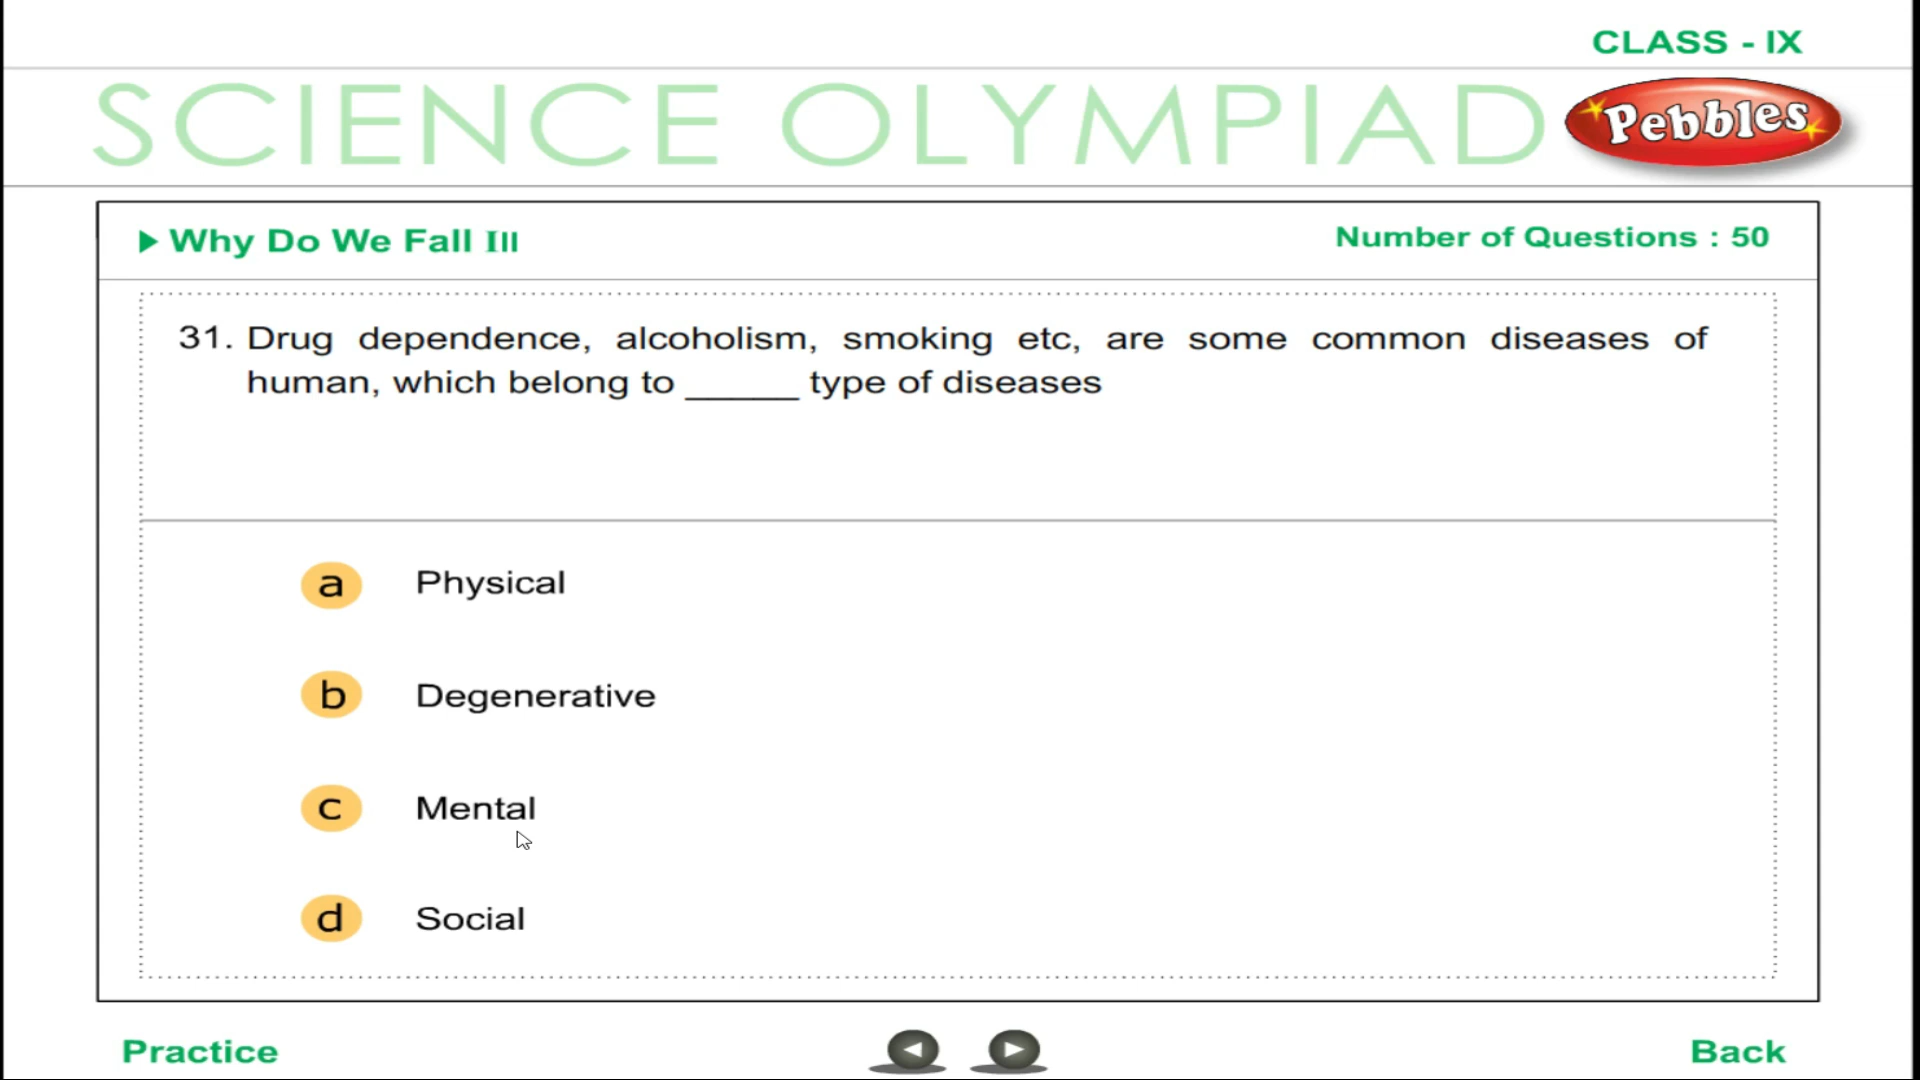 CLASS - IX
SCIENCE OLYMPIAD
Pebbles
Why Do We Fall Ill
Number of Questions : 50
31. Drug dependence, alcoholism, smoking etc, are some common diseases of
human, which belong to ______ type of diseases
a Physical
b Degenerative
c Mental
d Social
Practice
Back